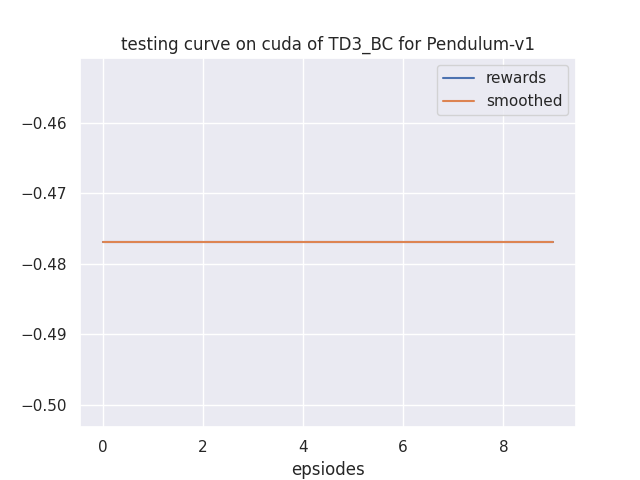 testing curve on cuda of TD3_BC for Pendulum-v1
rewards
smoothed
−0.46
−0.47
−0.48
−0.49
−0.50
0 2 4 6 8
epsiodes